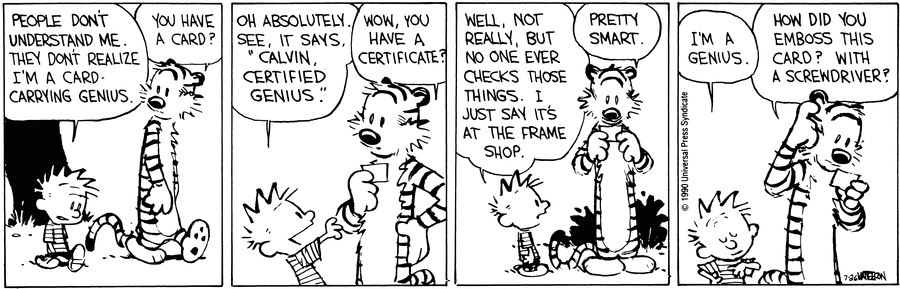 PEOPLE DON'T
UNDERSTAND ME.
THEY DON'T REALIZE
I'M A CARD-
CARRYING GENIUS.
YOU HAVE
A CARD?
OH ABSOLUTELY.
SEE, IT SAYS,
"CALVIN,
CERTIFIED
GENIUS."
WOW, YOU
HAVE A
CERTIFICATE?
WELL, NOT
REALLY, BUT
NO ONE EVER
CHECKS THOSE
THINGS. I
JUST SAY IT'S
AT THE FRAME
SHOP.
PRETTY
SMART.
I'M A
GENIUS.
HOW DID YOU
EMBOSS THIS
CARD? WITH
A SCREWDRIVER?
© 1990 Universal Press Syndicate
7-26 WATTERSON